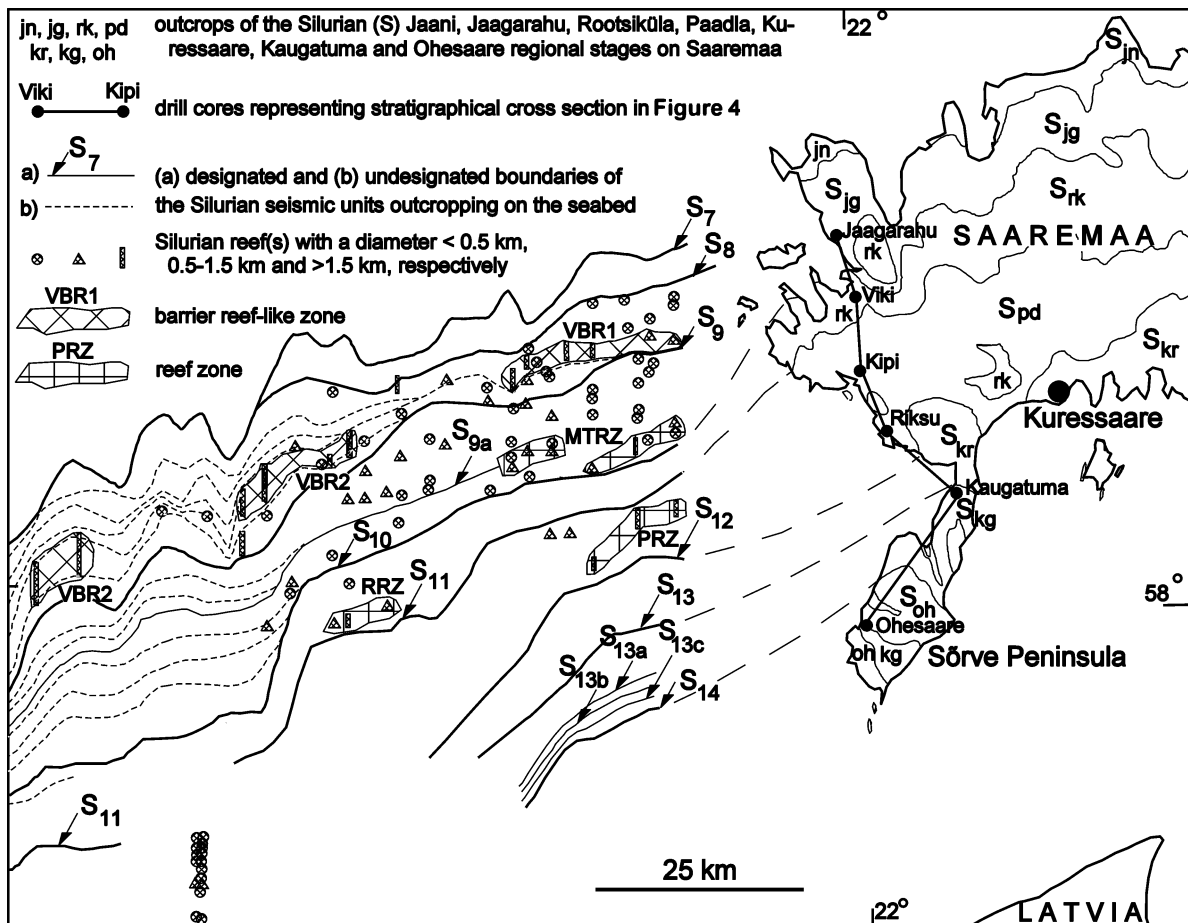 jn, jg, rk, pd
kr, kg, oh
outcrops of the Silurian (S) Jaani, Jaagarahu, Rootsiküla, Paadla, Ku-
ressaare, Kaugatuma and Ohesaare regional stages on Saaremaa
Viki Kipi
drill cores representing stratigraphical cross section in Figure 4
S7
a)
(a) designated and (b) undesignated boundaries of
b)
the Silurian seismic units outcropping on the seabed
Silurian reef(s) with a diameter < 0.5 km,
0.5-1.5 km and >1.5 km, respectively
VBR1
barrier reef-like zone
PRZ
reef zone
22°
Sjn
jn
Sjg
Sjg
Srk
Jaagarahu
rk
SAAREMAA
Viki
rk
Spd
Skr
Kipi
rk
Kuressaare
Riksu
Skr
Kaugatuma
Skg
58°
Soh
Ohesaare
oh kg
Sõrve Peninsula
S7
S8
VBR1
S9
S9a
MTRZ
VBR2
VBR2
S10
S12
PRZ
RRZ
S11
S13
S13a
S13c
S13b
S14
S11
25 km
22°
LATVIA